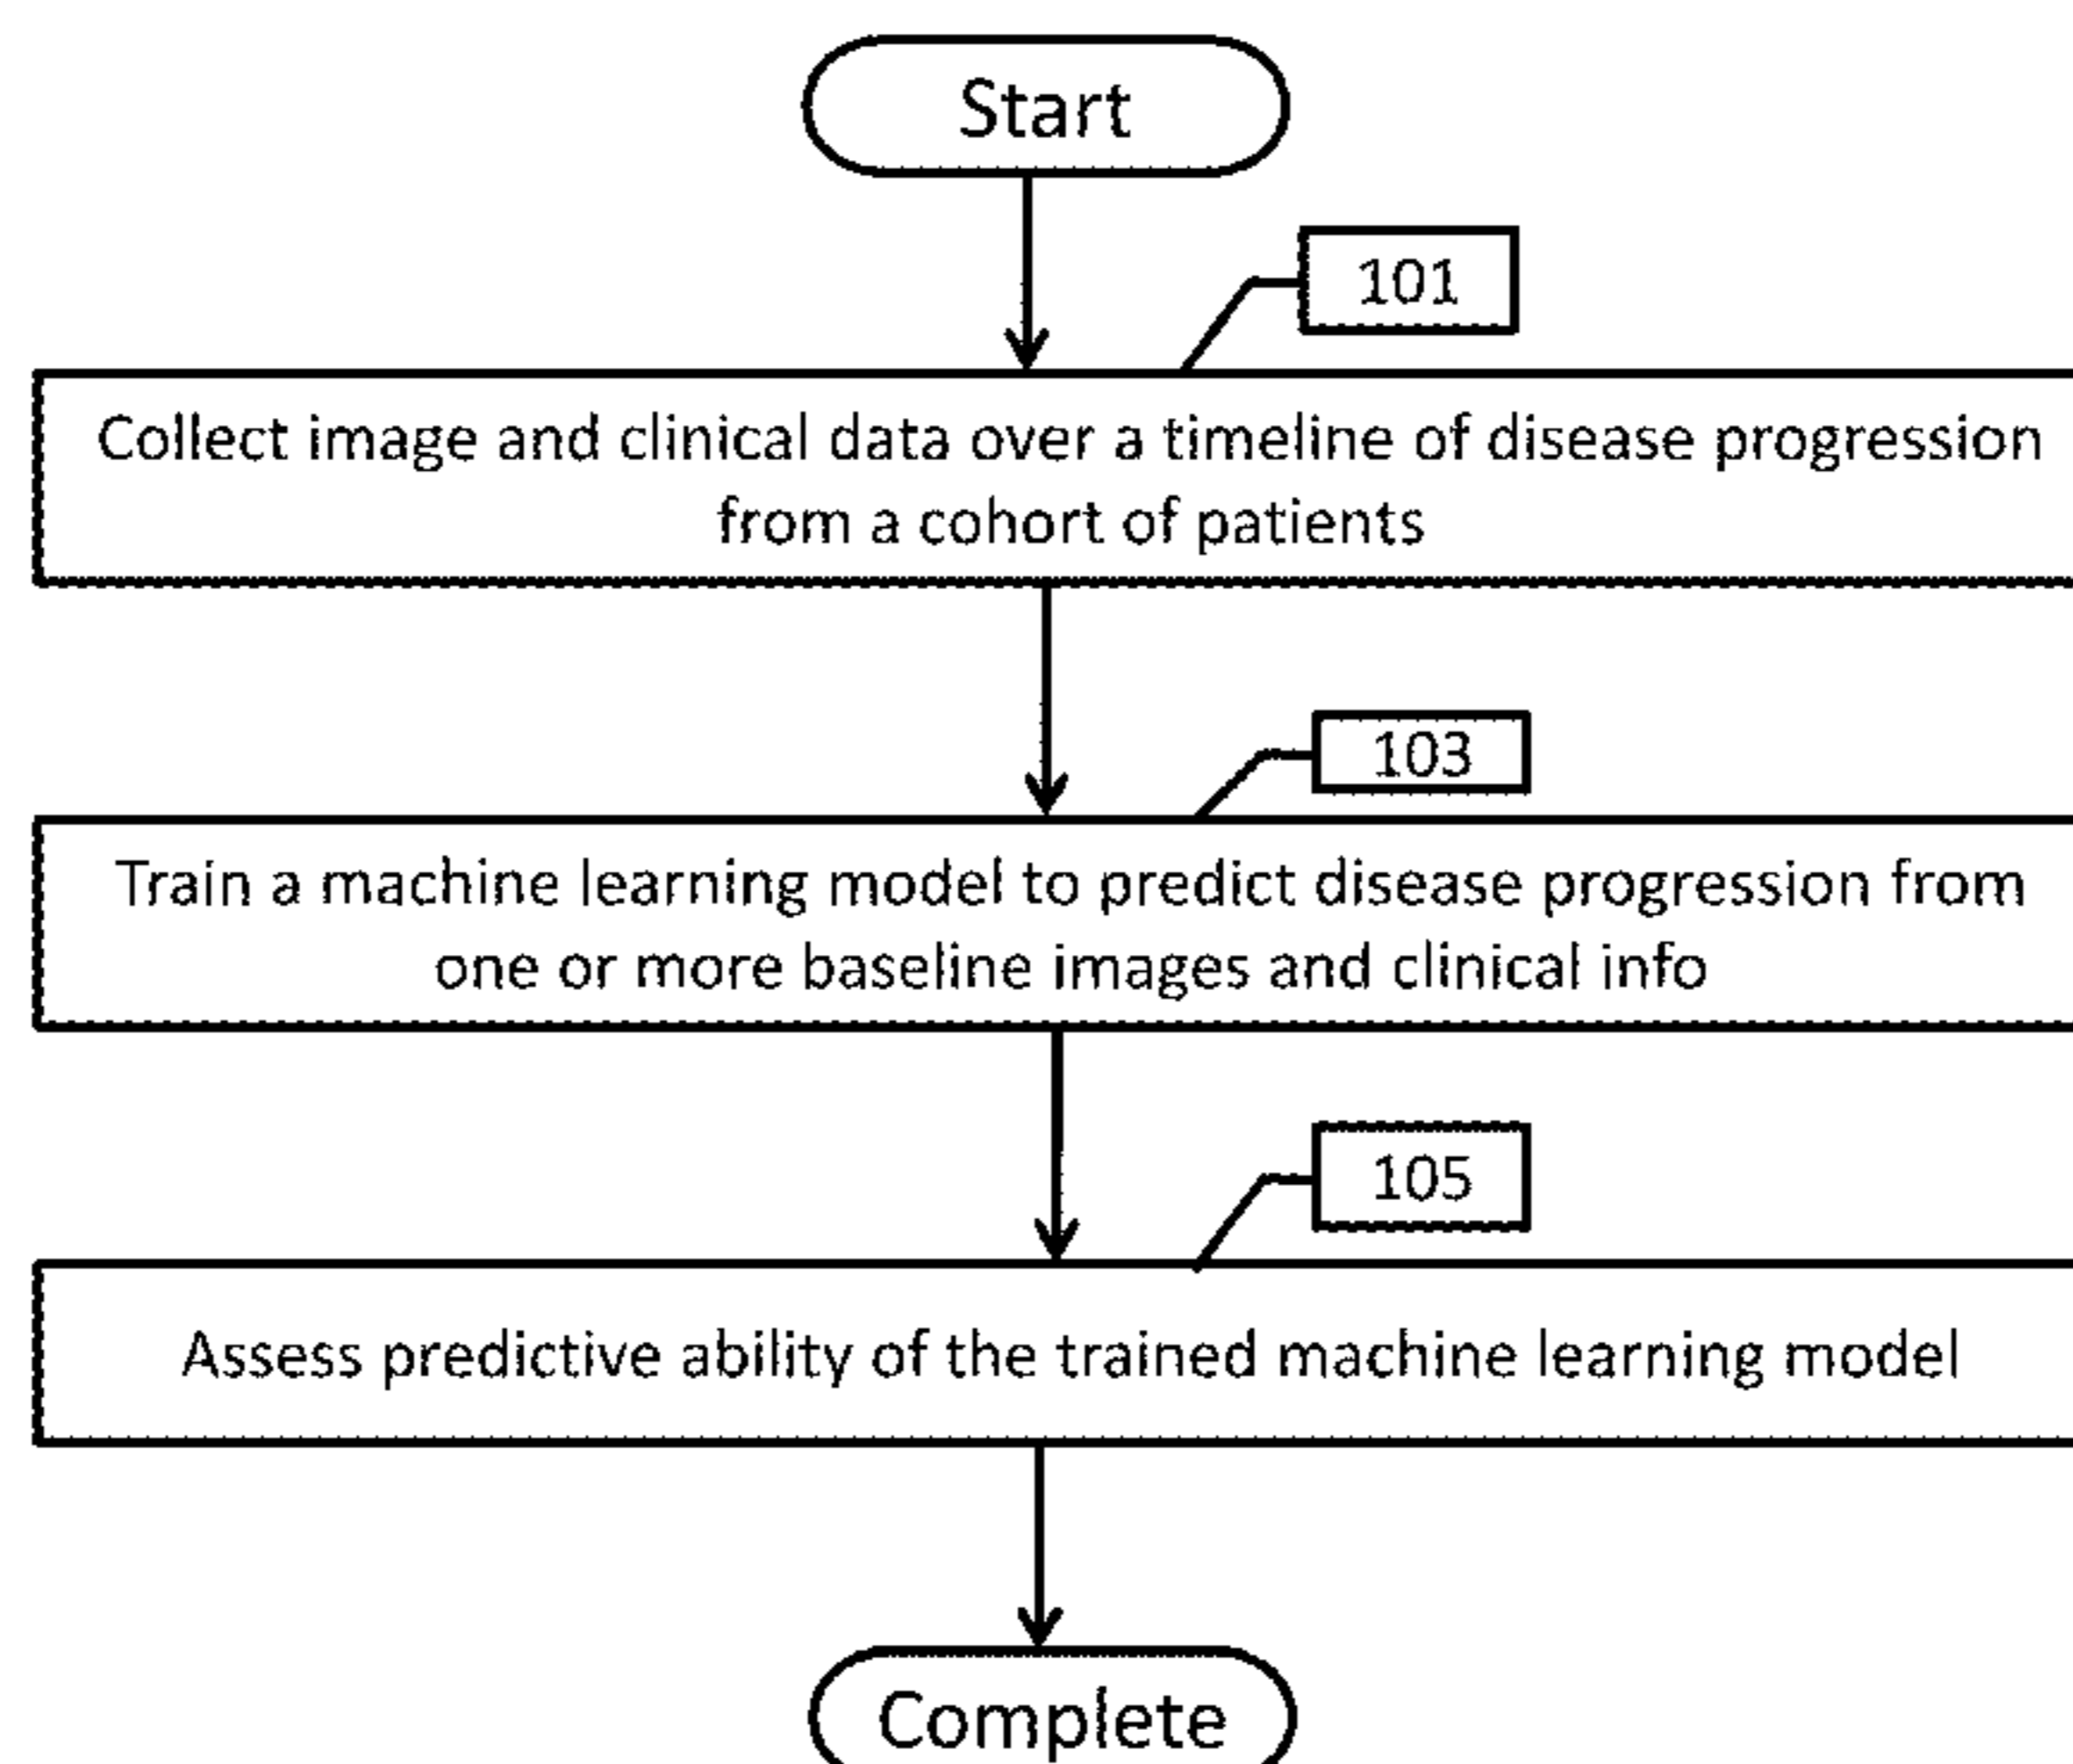 Start
101
Collect image and clinical data over a timeline of disease progression
from a cohort of patients
103
Train a machine learning model to predict disease progression from
one or more baseline images and clinical info
105
Assess predictive ability of the trained machine learning model
Complete